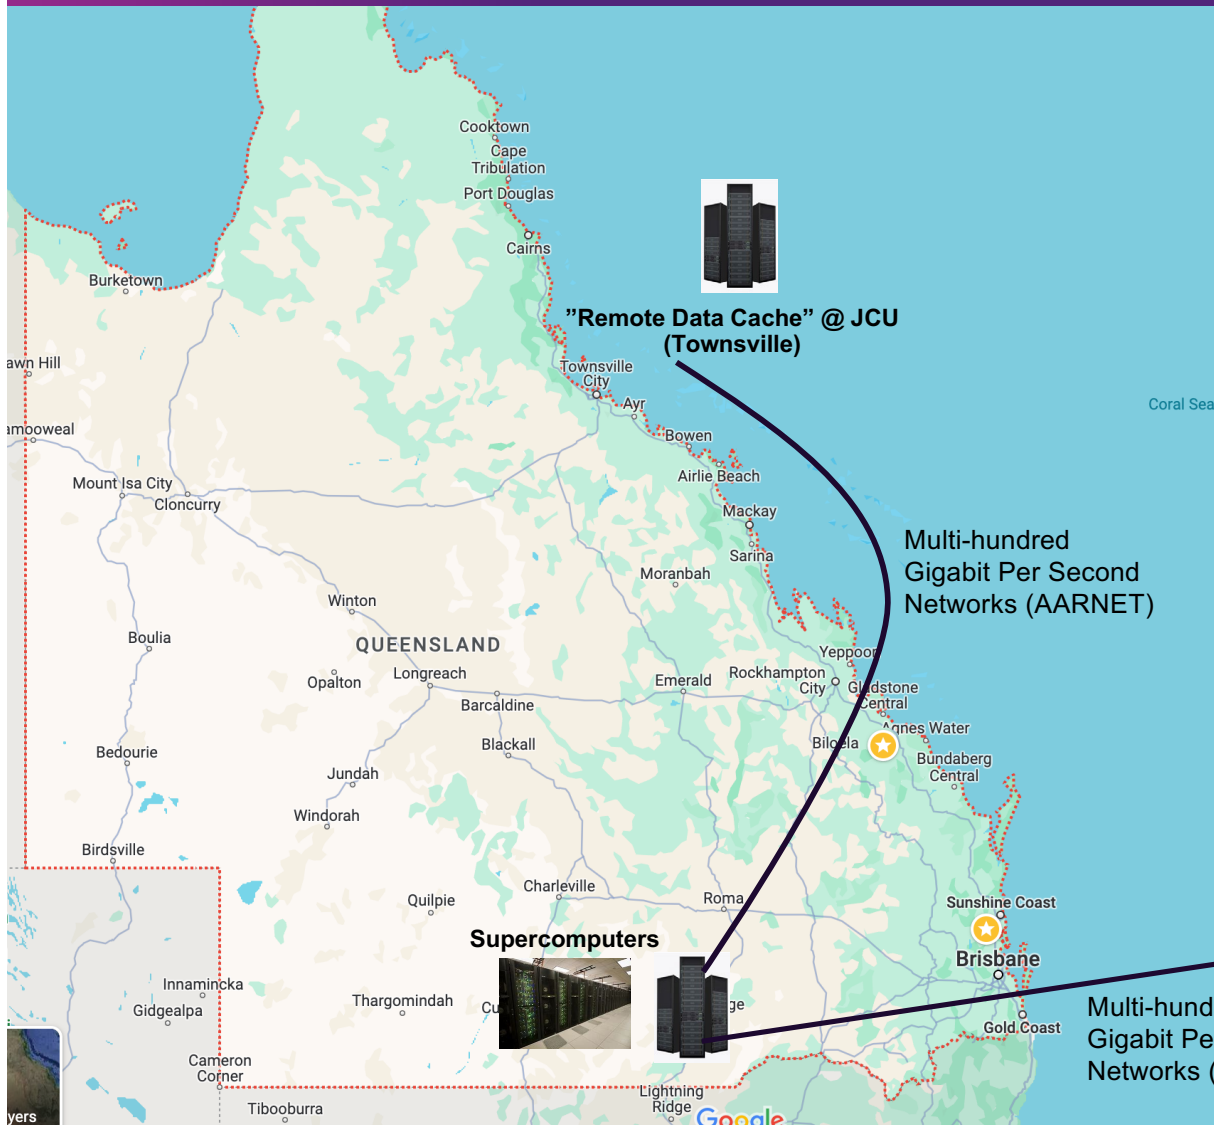 Cooktown
Cape
Tribulation
Port Douglas
Cairns
Burketown
”Remote Data Cache” @ JCU
(Townsville)
awn Hill
Townsville
City
Ayr
Coral Sea
amooweal
Bowen
Airlie Beach
Mount Isa City
Cloncurry
Mackay
Sarina
Multi-hundred
Gigabit Per Second
Networks (AARNET)
Moranbah
Winton
Boulia
QUEENSLAND
Yeppoon
Opalton
Longreach
Emerald
Rockhampton
City
Gladstone
Central
Barcaldine
Agnes Water
Blackall
Biloela
Bedourie
Bundaberg
Central
Jundah
Windorah
Birdsville
Charleville
Roma
Quilpie
Sunshine Coast
Supercomputers
Brisbane
Innamincka
Gidgealpa
Thargomindah
Cu
ge
Multi-hund
Gigabit Pe
Networks (
Gold Coast
Cameron
Corner
Lightning
Ridge
Tibooburra
Google
yers